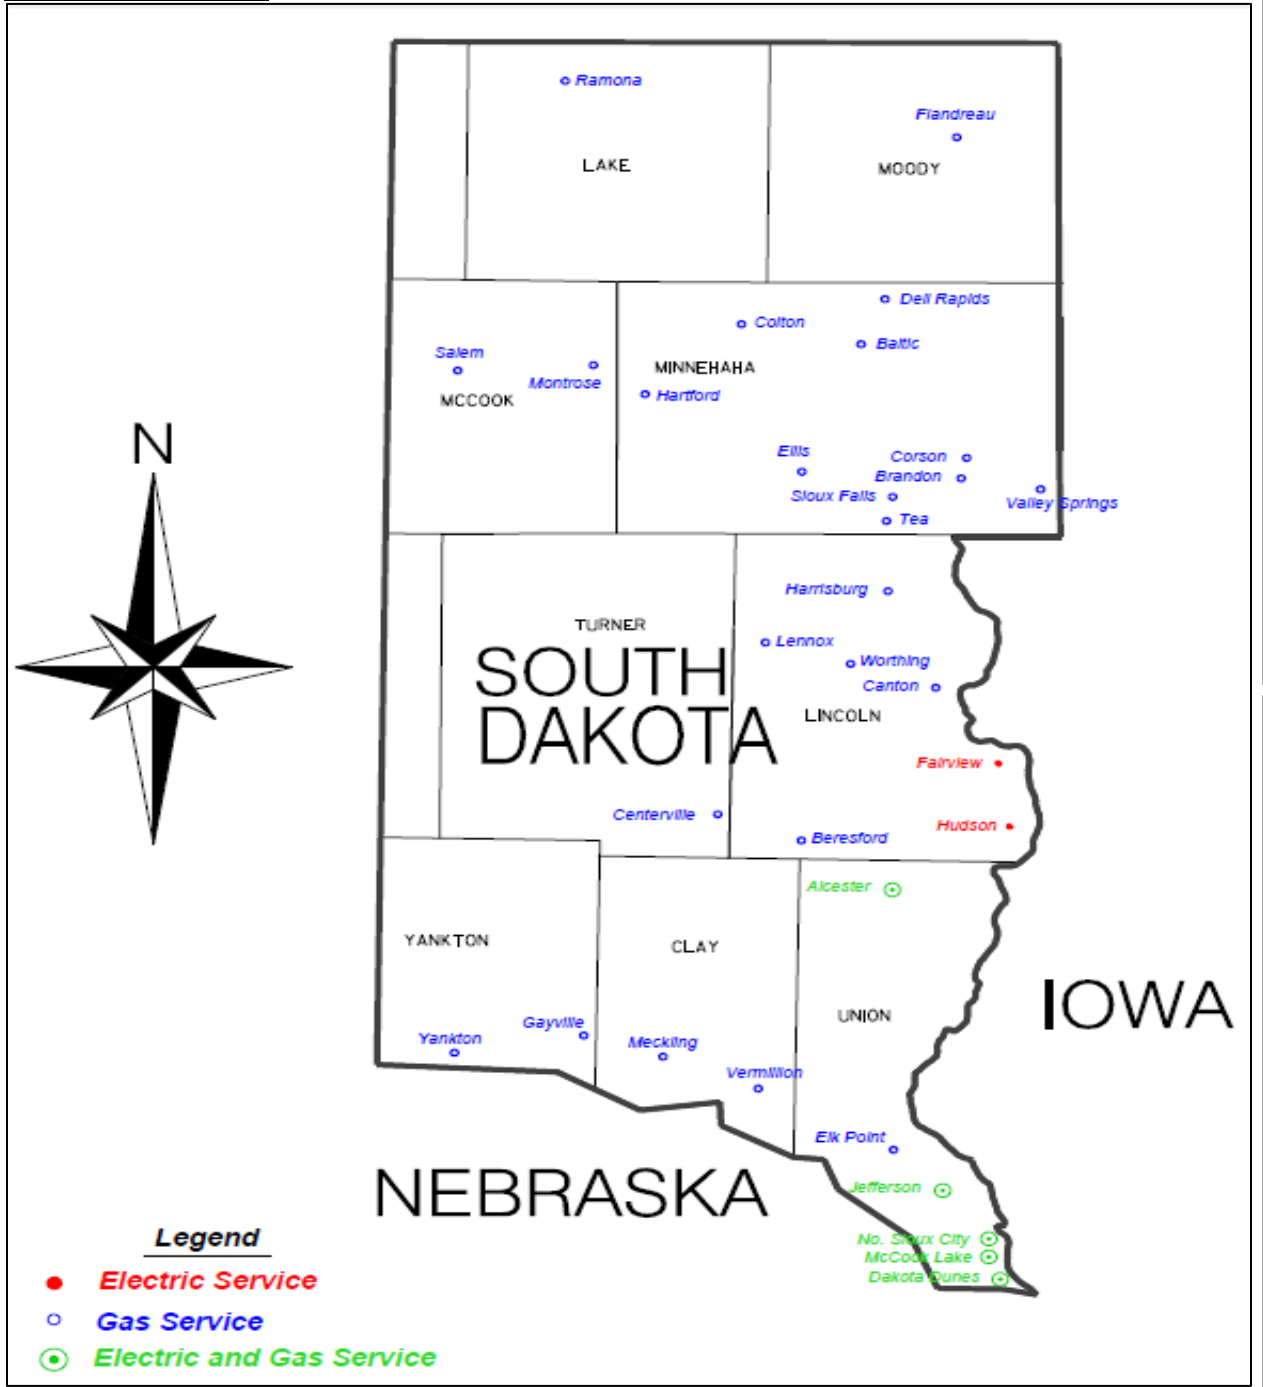 Ramona
Flandreau
LAKE
MOODY
Dell Rapids
Colton
Baltic
Salem
Montrose
MINNEHAHA
MCCOOK
Hartford
N
Ellis
Corson
Brandon
Sioux Falls
Valley Springs
Tea
Harrisburg
TURNER
Lennox
Worthing
Canton
SOUTH
DAKOTA
LINCOLN
Fairview
Centerville
Hudson
Beresford
Alcester
YANKTON
CLAY
IOWA
UNION
Gayville
Yankton
Meckling
Vermillion
Elk Point
NEBRASKA
Jefferson
No. Sioux City
McCook Lake
Dakota Dunes
Legend
Electric Service
Gas Service
Electric and Gas Service